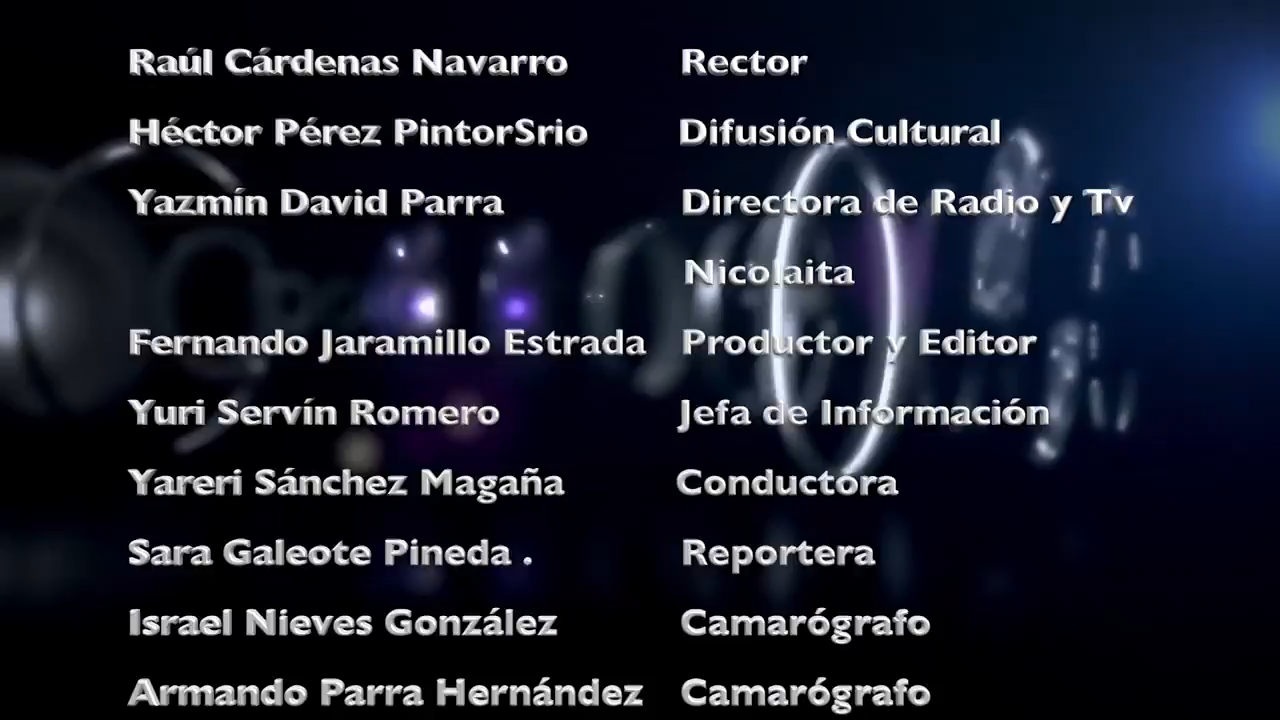 Raúl Cárdenas Navarro Rector
Héctor Pérez PintorSrio Difusión Cultural
Yazmín David Parra Directora de Radio y Tv
Nicolaita
Fernando Jaramillo Estrada Productor y Editor
Yuri Servín Romero Jefa de Información
Yareri Sánchez Magaña Conductora
Sara Galeote Pineda . Reportera
Israel Nieves González Camarógrafo
Armando Parra Hernández Camarógrafo